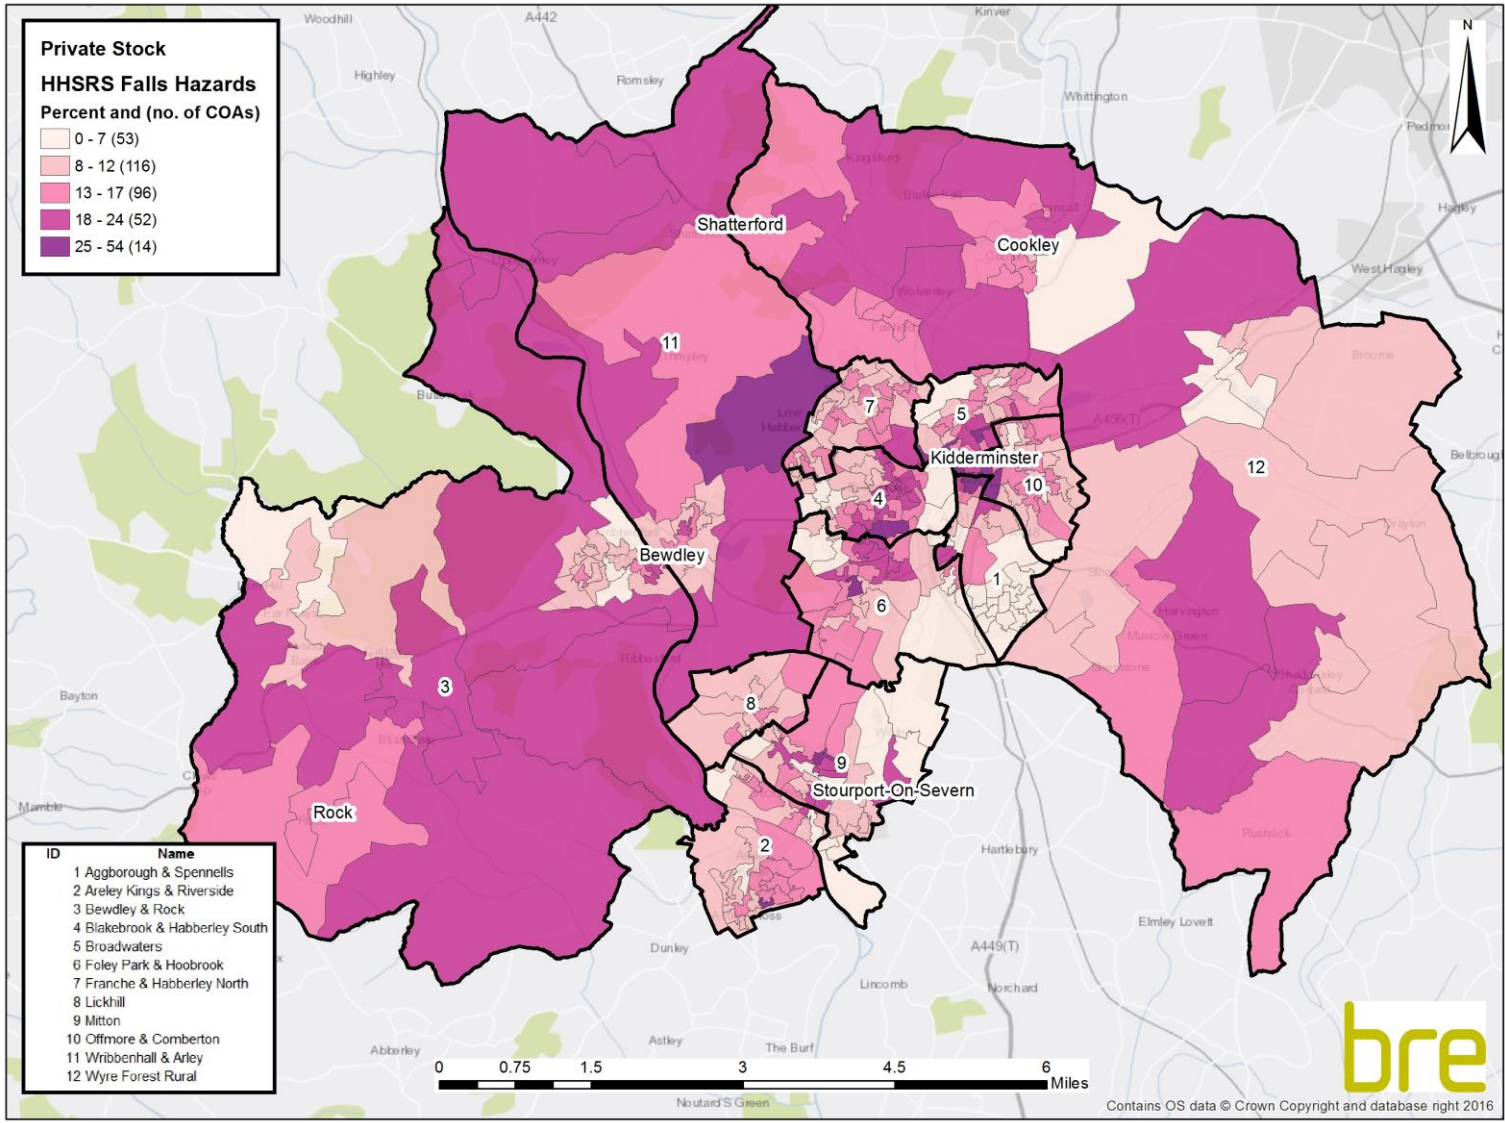 Woodhill
A442
Kinver
N
Private Stock
HHSRS Falls Hazards
Percent and (no. of COAs)
0 - 7 (53)
8 - 12 (116)
13 - 17 (96)
18 - 24 (52)
25 - 54 (14)
Highley
Romsley
Whittington
Kingsford
Hagley
Shatterford
Cookley
West Hagley
Wolverley
Fairfield
11
Broome
7
5
A456(T)
Kidderminster
Belbroug
12
4
10
Bewdley
1
6
Harvington
Mustow Green
Ribbesford
3
Bayton
8
9
Stourport-On-Severn
Mamble
Rock
Rushock
2
Hartlebury
Elmley Lovett
Dunley
A449(T)
Lincomb
Norchard
Astley
The Burf
Abberley
ID Name
1 Aggborough & Spennells
2 Areley Kings & Riverside
3 Bewdley & Rock
4 Blakebrook & Habberley South
5 Broadwaters
6 Foley Park & Hoobrook
7 Franche & Habberley North
8 Lickhill
9 Mitton
10 Offmore & Comberton
11 Wribbenhall & Arley
12 Wyre Forest Rural
0 0.75 1.5 3 4.5 6
Miles
Noutard'S Green
bre
Contains OS data © Crown Copyright and database right 2016